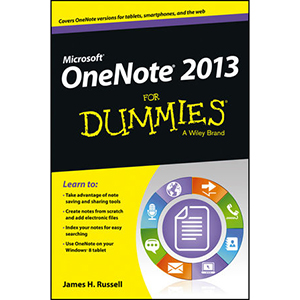 Covers OneNote versions for tablets, smartphones, and the web
Microsoft®
OneNote® 2013
FOR
DUMMIES®
A Wiley Brand
Learn to:
• Take advantage of note
saving and sharing tools
• Create notes from scratch
and add electronic files
• Index your notes for easy
searching
• Use OneNote on your
Windows® 8 tablet
James H. Russell